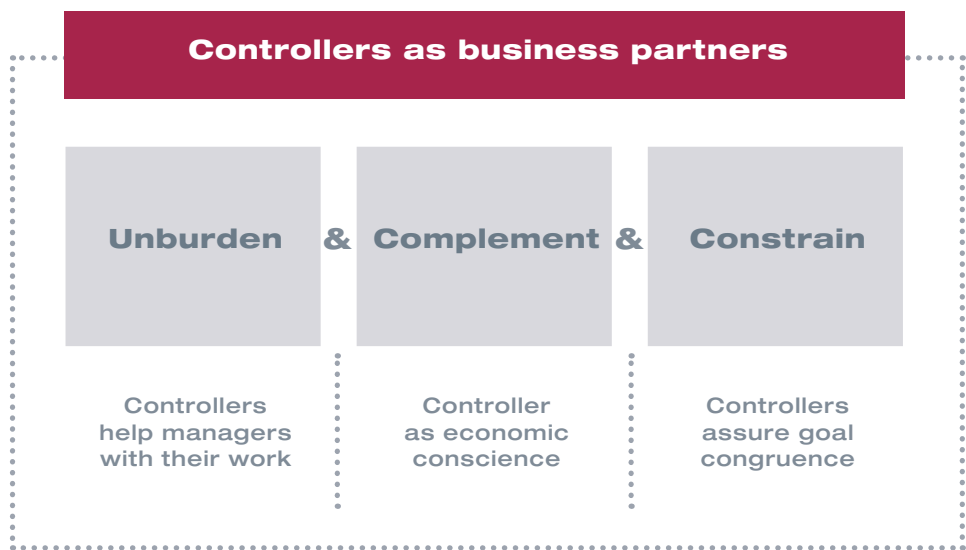 Controllers as business partners
Unburden & Complement & Constrain
Controllers
help managers
with their work
Controller
as economic
conscience
Controllers
assure goal
congruence